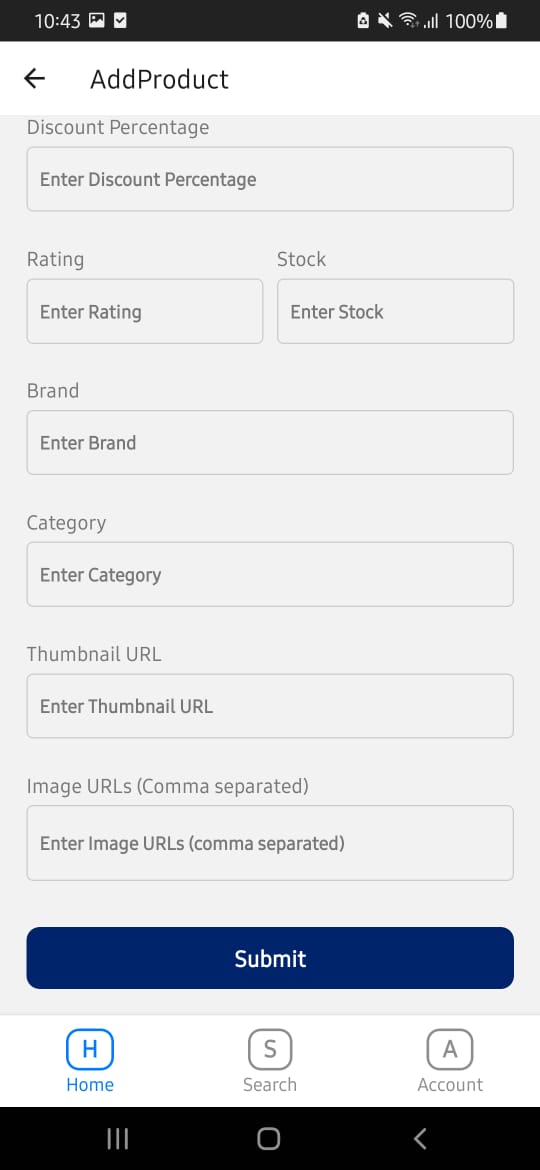 10:43 100%
AddProduct
Discount Percentage
Enter Discount Percentage
Rating Stock
Enter Rating Enter Stock
Brand
Enter Brand
Category
Enter Category
Thumbnail URL
Enter Thumbnail URL
Image URLs (Comma separated)
Enter Image URLs (comma separated)
Submit
H S A
Home Search Account